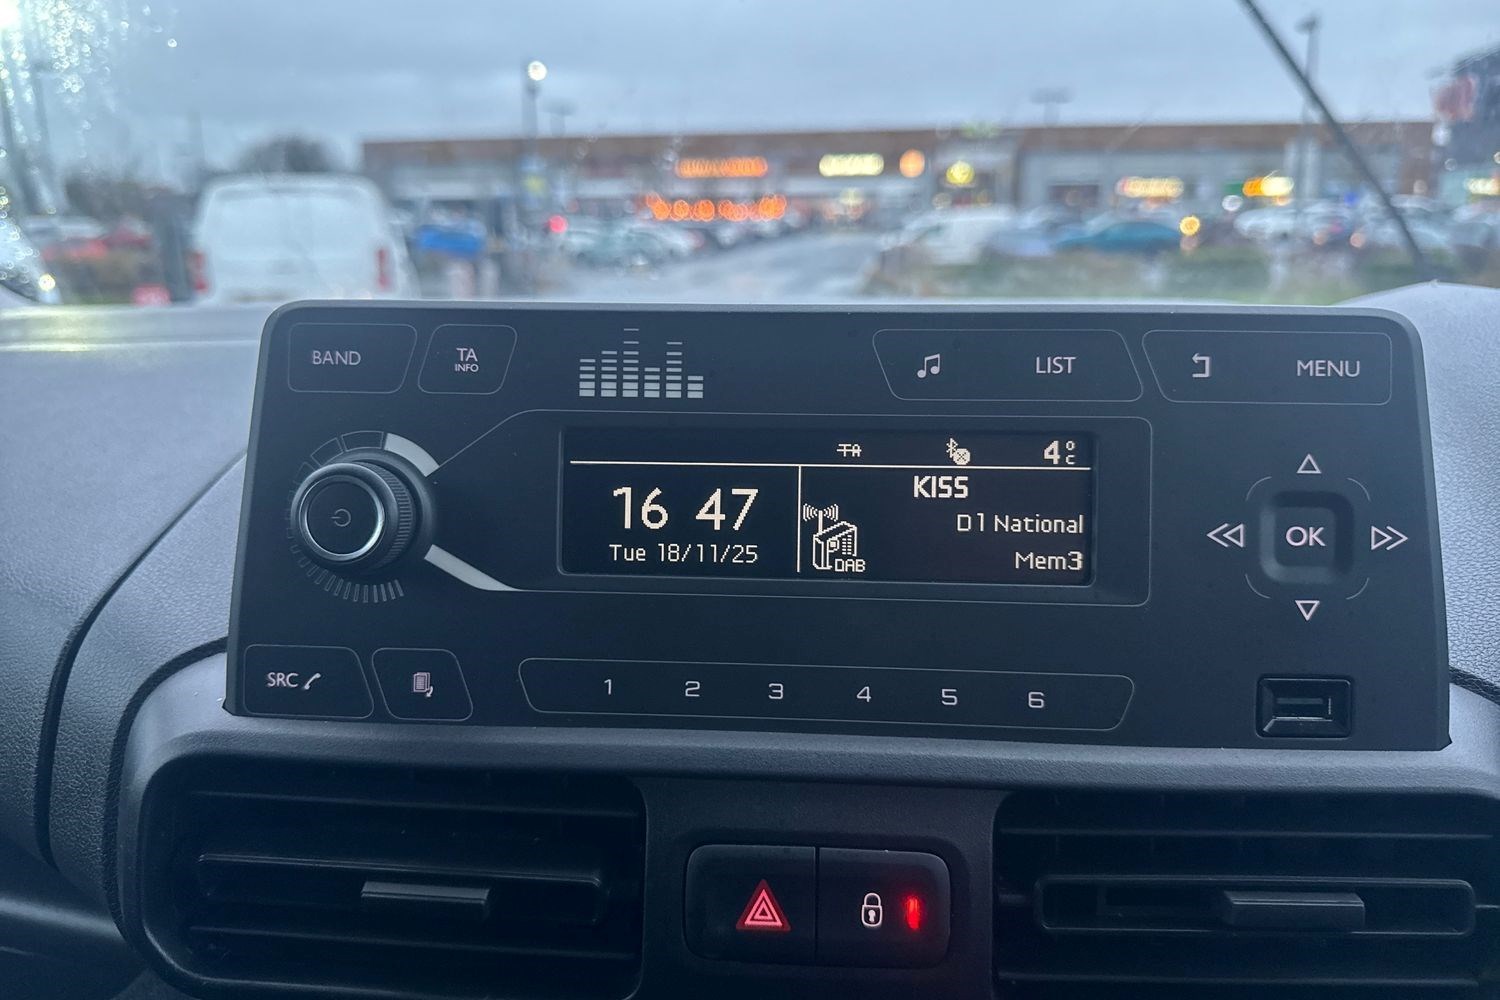 BAND
TA
INFO
LIST
MENU
TA
4°C
16 47
Tue 18/11/25
KISS
D1 National
Mem3
DAB
OK
SRC
1 2 3 4 5 6